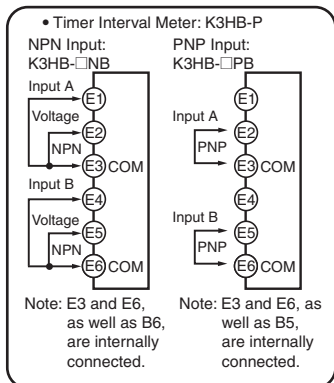 • Timer Interval Meter: K3HB-P
NPN Input:
K3HB-□NB
Input A
Voltage
NPN
E1
E2
E3 COM
Input B
Voltage
NPN
E4
E5
E6 COM
Note: E3 and E6,
as well as B6,
are internally
connected.
PNP Input:
K3HB-□PB
Input A
PNP
E1
E2
E3 COM
Input B
PNP
E4
E5
E6 COM
Note: E3 and E6, as
well as B5,
are internally
connected.